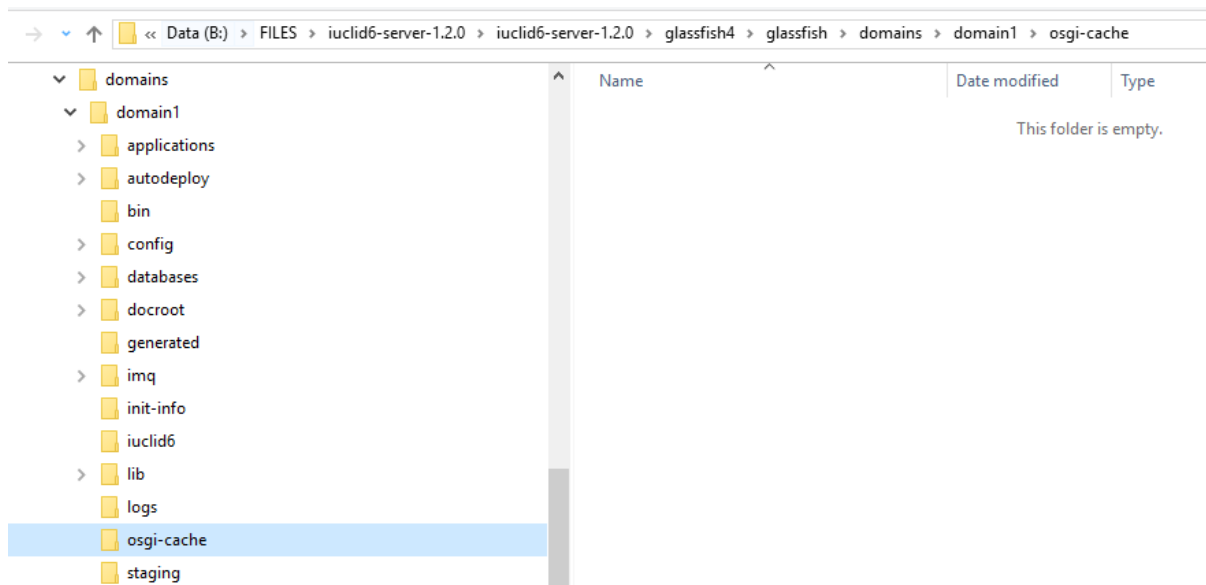 « Data (B:) > FILES > iuclid6-server-1.2.0 > iuclid6-server-1.2.0 > glassfish4 > glassfish > domains > domain1 > osgi-cache
domains
domain1
applications
autodeploy
bin
config
databases
docroot
generated
imq
init-info
iuclid6
lib
logs
osgi-cache
staging
Name Date modified Type
This folder is empty.